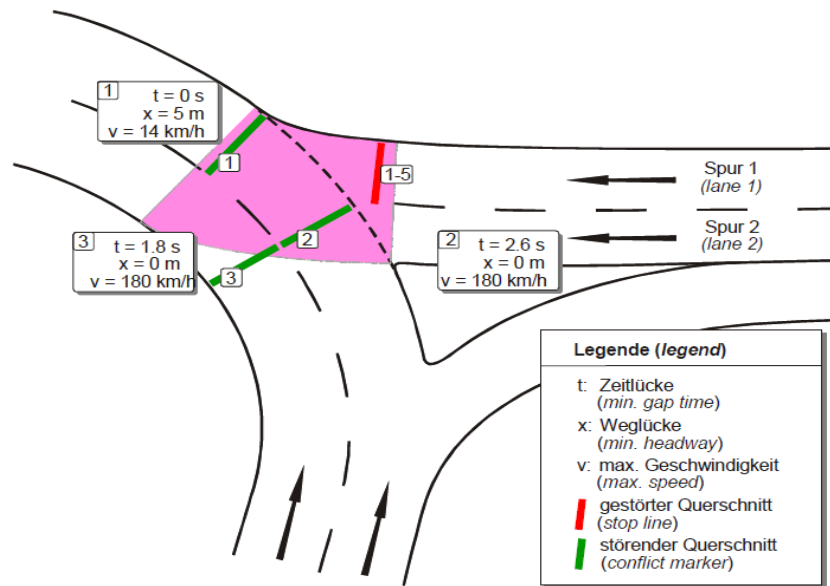 1
t = 0 s
x = 5 m
v = 14 km/h
1
1-5
Spur 1
(lane 1)
Spur 2
(lane 2)
3
t = 1.8 s
x = 0 m
v = 180 km/h
2
3
2
t = 2.6 s
x = 0 m
v = 180 km/h
Legende (legend)
t: Zeitlücke
(min. gap time)
x: Weglücke
(min. headway)
v: max. Geschwindigkeit
(max. speed)
gestörter Querschnitt
(stop line)
störender Querschnitt
(conflict marker)